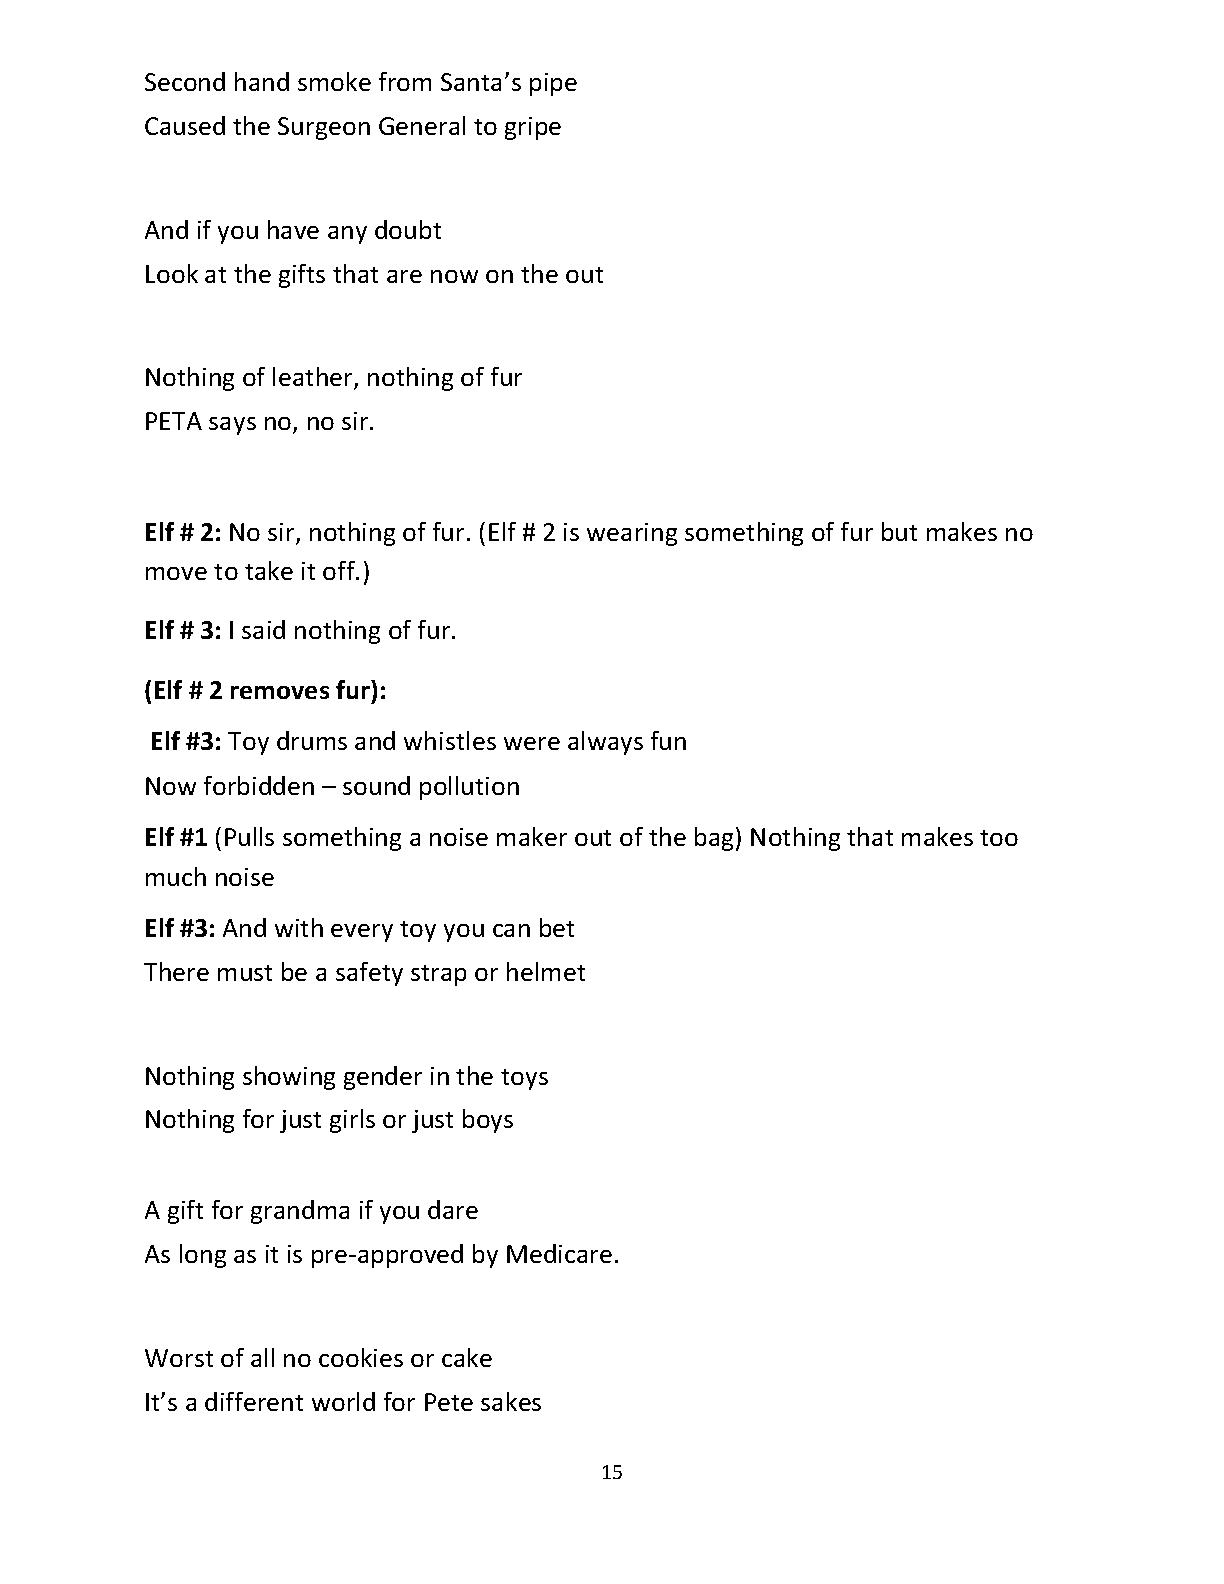 Second hand smoke from Santa’s pipe
Caused the Surgeon General to gripe
And if you have any doubt
Look at the gifts that are now on the out
Nothing of leather, nothing of fur
PETA says no, no sir.
Elf # 2: No sir, nothing of fur. (Elf # 2 is wearing something of fur but makes no
move to take it off.)
Elf # 3: I said nothing of fur.
(Elf # 2 removes fur):
Elf #3: Toy drums and whistles were always fun
Now forbidden – sound pollution
Elf #1 (Pulls something a noise maker out of the bag) Nothing that makes too
much noise
Elf #3: And with every toy you can bet
There must be a safety strap or helmet
Nothing showing gender in the toys
Nothing for just girls or just boys
A gift for grandma if you dare
As long as it is pre-approved by Medicare.
Worst of all no cookies or cake
It’s a different world for Pete sakes
15